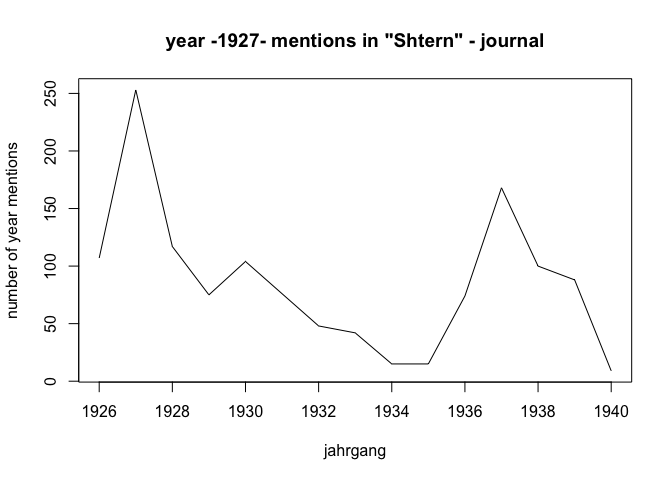 year -1927- mentions in "Shtern" - journal
number of year mentions
250
200
150
100
50
0
1926 1928 1930 1932 1934 1936 1938 1940
jahrgang